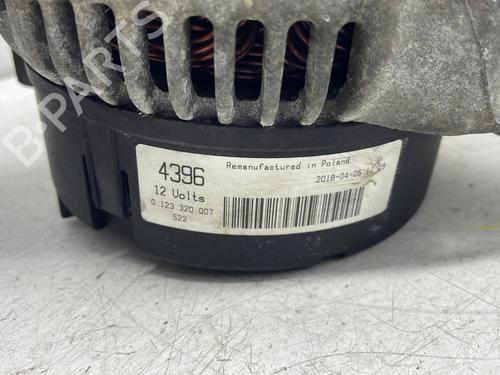 B-PARTS
4396
12 Volts
0 123 320 007
522
Remanufactured in Poland
2018-04-05